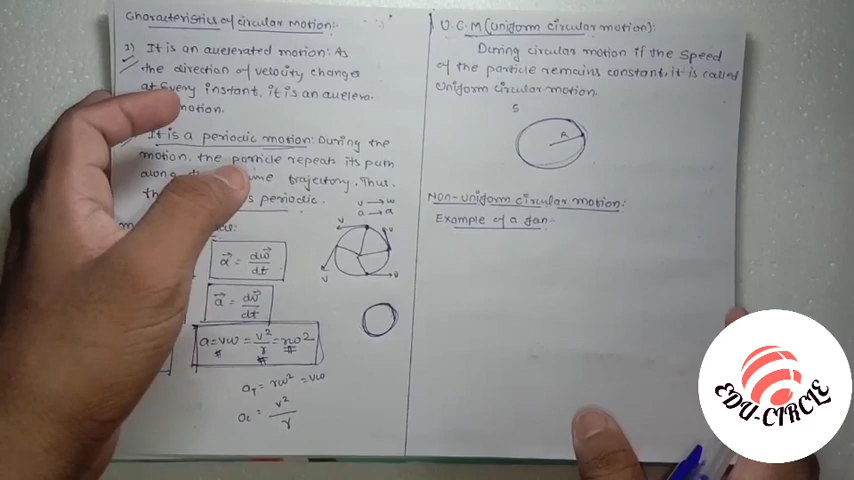 Characteristics of circular motion:
1) It is an accelerated motion: As
the direction of velocity changes
at every instant, it is an accelera-
motion.
It is a periodic motion: During the
motion, the particle repeats its path
along same trajectory. Thus
the is periodic.
v → w
a → α
v v
v v
α⃗ = dω⃗/dt
a⃗ = dv⃗/dt
a = vω = v²/r = rω2
aT = rω² = vω
ac = v²/r
U.C.M (Uniform circular motion):
During circular motion if the speed
of the particle remains constant, it is called
Uniform circular motion.
S
R
Non-uniform circular motion:
Example of a fan-
EDU-CIRCLE